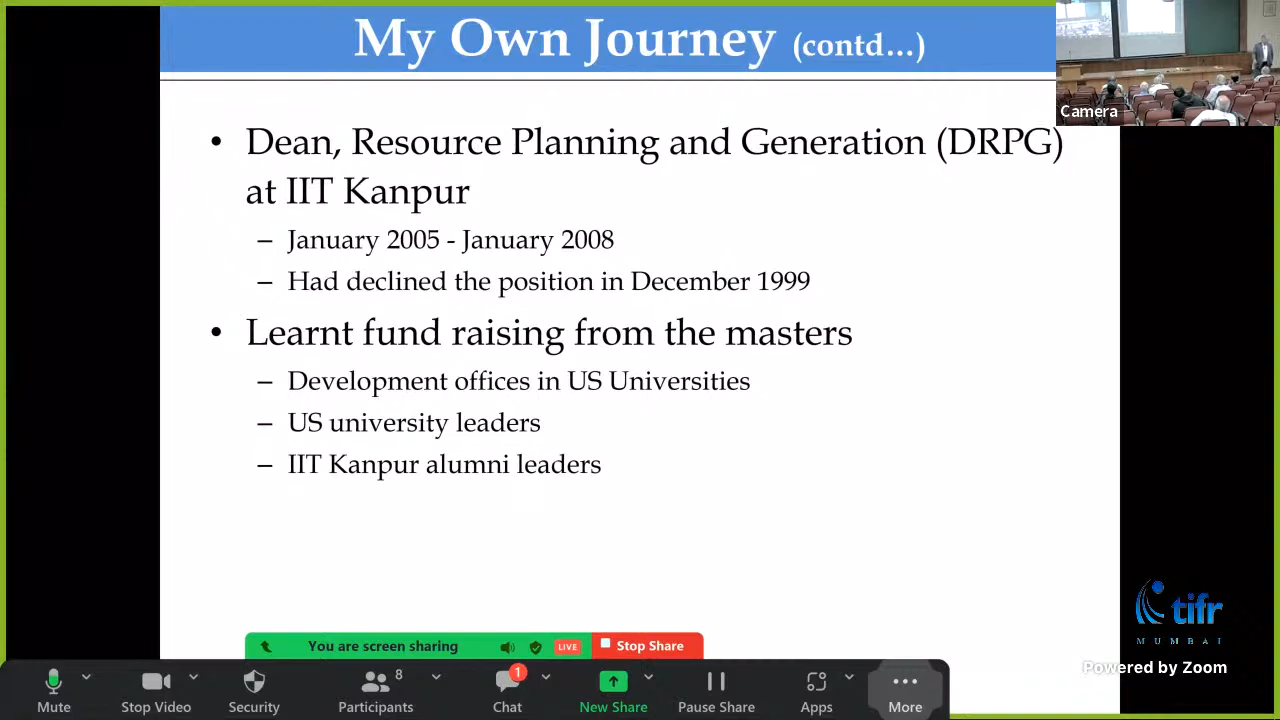 My Own Journey (contd...)
Camera
• Dean, Resource Planning and Generation (DRPG)
at IIT Kanpur
– January 2005 - January 2008
– Had declined the position in December 1999
• Learnt fund raising from the masters
– Development offices in US Universities
– US university leaders
– IIT Kanpur alumni leaders
tifr
MUMBAI
Powered by Zoom
You are screen sharing LIVE Stop Share
8 1
Mute Stop Video Security Participants Chat New Share Pause Share Apps More